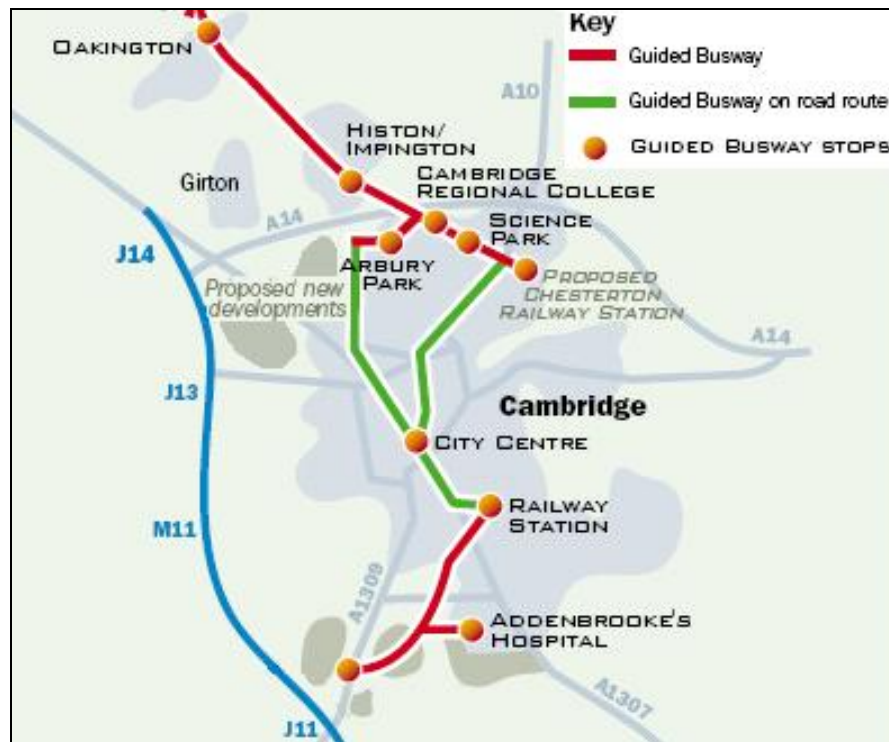 Key
Guided Busway
Guided Busway on road route
GUIDED BUSWAY STOPS
OAKINGTON
A10
HISTON/
IMPINGTON
Girton
CAMBRIDGE
REGIONAL COLLEGE
A14
SCIENCE
PARK
J14
ARBURY
PARK
Proposed new
developments
PROPOSED
CHESTERTON
RAILWAY STATION
A14
J13
Cambridge
CITY CENTRE
RAILWAY
STATION
M11
A1309
ADDENBROOKE'S
HOSPITAL
A1307
J11